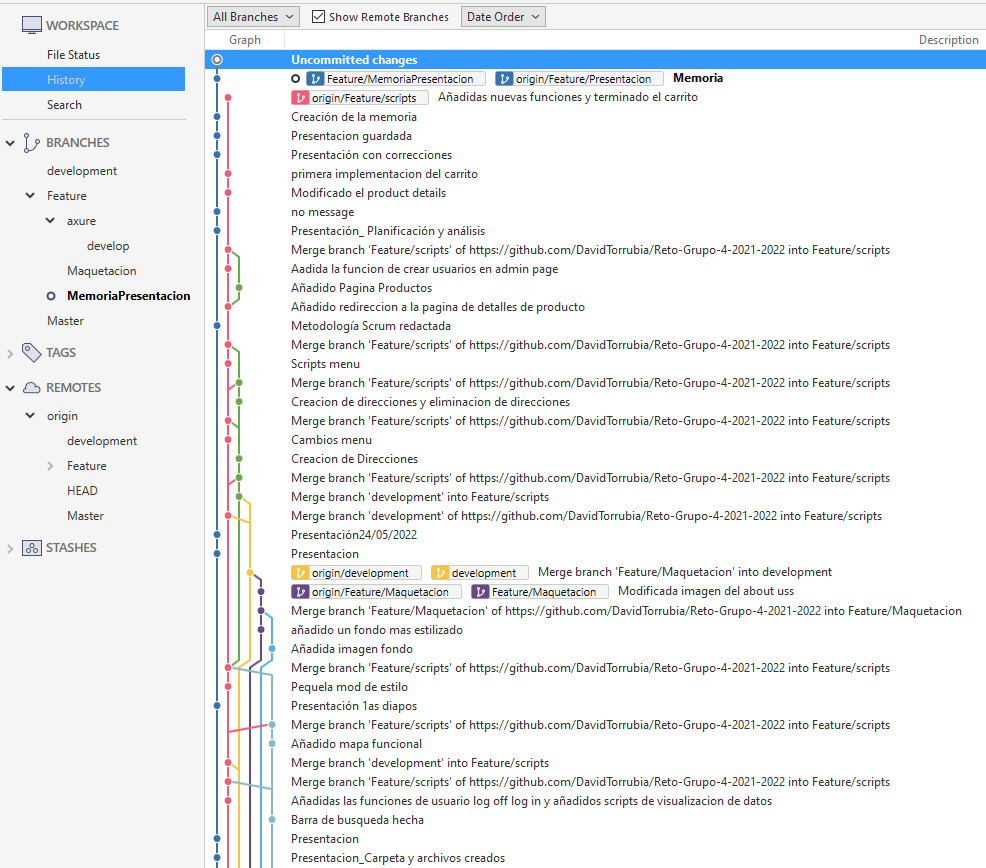 WORKSPACE
File Status
History
Search
BRANCHES
development
Feature
axure
develop
Maquetacion
MemoriaPresentacion
Master
TAGS
REMOTES
origin
development
Feature
HEAD
Master
STASHES
All Branches Show Remote Branches Date Order
Graph Description
Uncommitted changes
Feature/MemoriaPresentacion origin/Feature/Presentacion Memoria
origin/Feature/scripts Añadidas nuevas funciones y terminado el carrito
Creación de la memoria
Presentacion guardada
Presentación con correcciones
primera implementacion del carrito
Modificado el product details
no message
Presentación_ Planificación y análisis
Merge branch 'Feature/scripts' of https://github.com/DavidTorrubia/Reto-Grupo-4-2021-2022 into Feature/scripts
Aadida la funcion de crear usuarios en admin page
Añadido Pagina Productos
Añadido redireccion a la pagina de detalles de producto
Metodología Scrum redactada
Merge branch 'Feature/scripts' of https://github.com/DavidTorrubia/Reto-Grupo-4-2021-2022 into Feature/scripts
Scripts menu
Merge branch 'Feature/scripts' of https://github.com/DavidTorrubia/Reto-Grupo-4-2021-2022 into Feature/scripts
Creacion de direcciones y eliminacion de direcciones
Merge branch 'Feature/scripts' of https://github.com/DavidTorrubia/Reto-Grupo-4-2021-2022 into Feature/scripts
Cambios menu
Creacion de Direcciones
Merge branch 'Feature/scripts' of https://github.com/DavidTorrubia/Reto-Grupo-4-2021-2022 into Feature/scripts
Merge branch 'development' into Feature/scripts
Merge branch 'development' of https://github.com/DavidTorrubia/Reto-Grupo-4-2021-2022 into Feature/scripts
Presentación24/05/2022
Presentacion
origin/development development Merge branch 'Feature/Maquetacion' into development
origin/Feature/Maquetacion Feature/Maquetacion Modificada imagen del about uss
Merge branch 'Feature/Maquetacion' of https://github.com/DavidTorrubia/Reto-Grupo-4-2021-2022 into Feature/Maquetacion
añadido un fondo mas estilizado
Añadida imagen fondo
Merge branch 'Feature/scripts' of https://github.com/DavidTorrubia/Reto-Grupo-4-2021-2022 into Feature/scripts
Pequela mod de estilo
Presentación 1as diapos
Merge branch 'Feature/scripts' of https://github.com/DavidTorrubia/Reto-Grupo-4-2021-2022 into Feature/scripts
Añadido mapa funcional
Merge branch 'development' into Feature/scripts
Merge branch 'Feature/scripts' of https://github.com/DavidTorrubia/Reto-Grupo-4-2021-2022 into Feature/scripts
Añadidas las funciones de usuario log off log in y añadidos scripts de visualizacion de datos
Barra de busqueda hecha
Presentacion
Presentacion_Carpeta y archivos creados